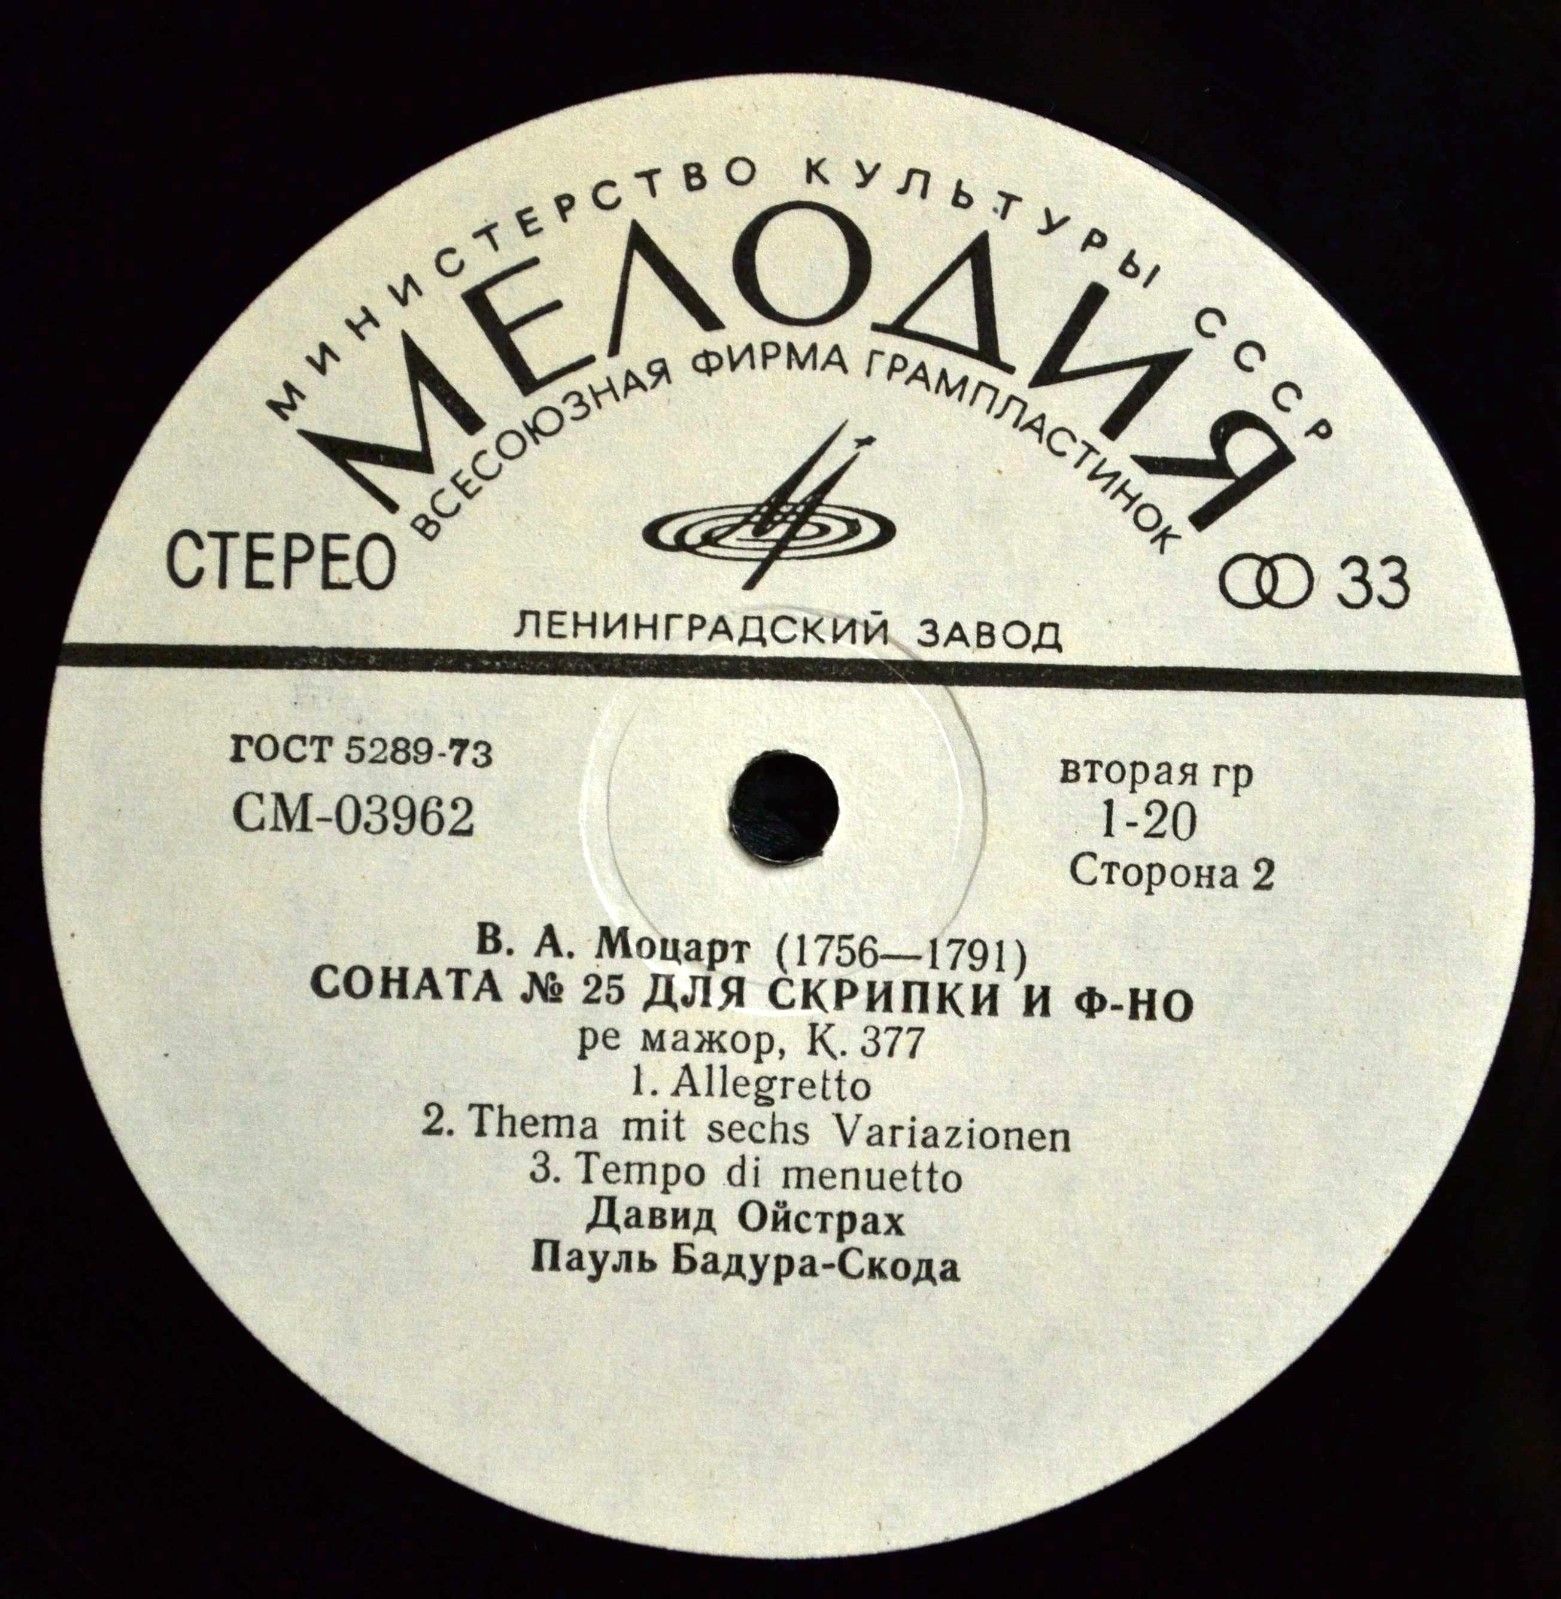 МИНИСТЕРСТВО КУЛЬТУРЫ СССР
МЕЛОДИЯ
ВСЕСОЮЗНАЯ ФИРМА ГРАМПЛАСТИНОК
СТЕРЕО
33
ЛЕНИНГРАДСКИЙ ЗАВОД
ГОСТ 5289-73
СМ-03962
вторая гр
1-20
Сторона 2
В. А. Моцарт (1756—1791)
СОНАТА № 25 ДЛЯ СКРИПКИ И Ф-НО
ре мажор, К. 377
1. Allegretto
2. Thema mit sechs Variazionen
3. Tempo di menuetto
Давид Ойстрах
Пауль Бадура-Скода